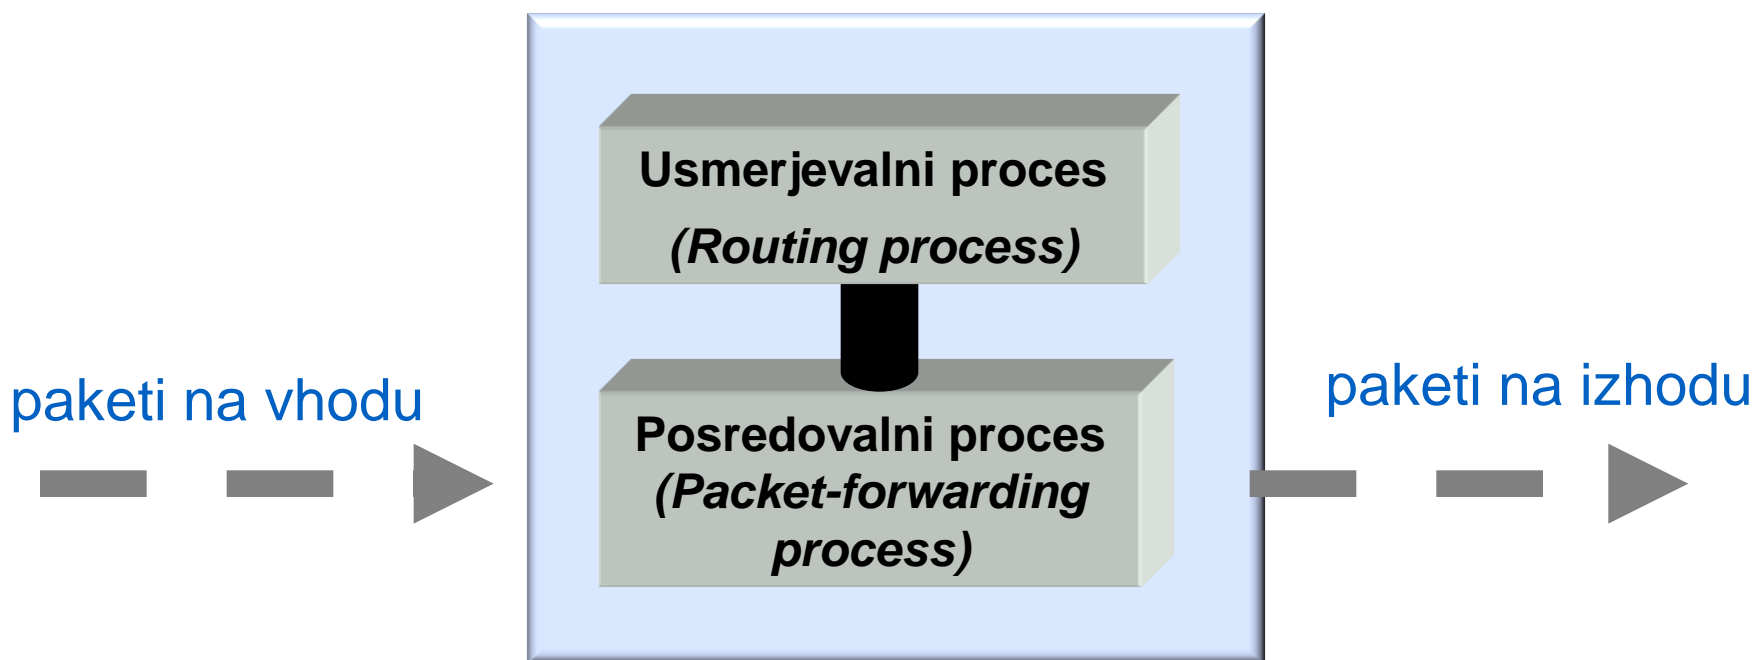 Usmerjevalni proces
(Routing process)
paketi na vhodu
Posredovalni proces
(Packet-forwarding
process)
paketi na izhodu